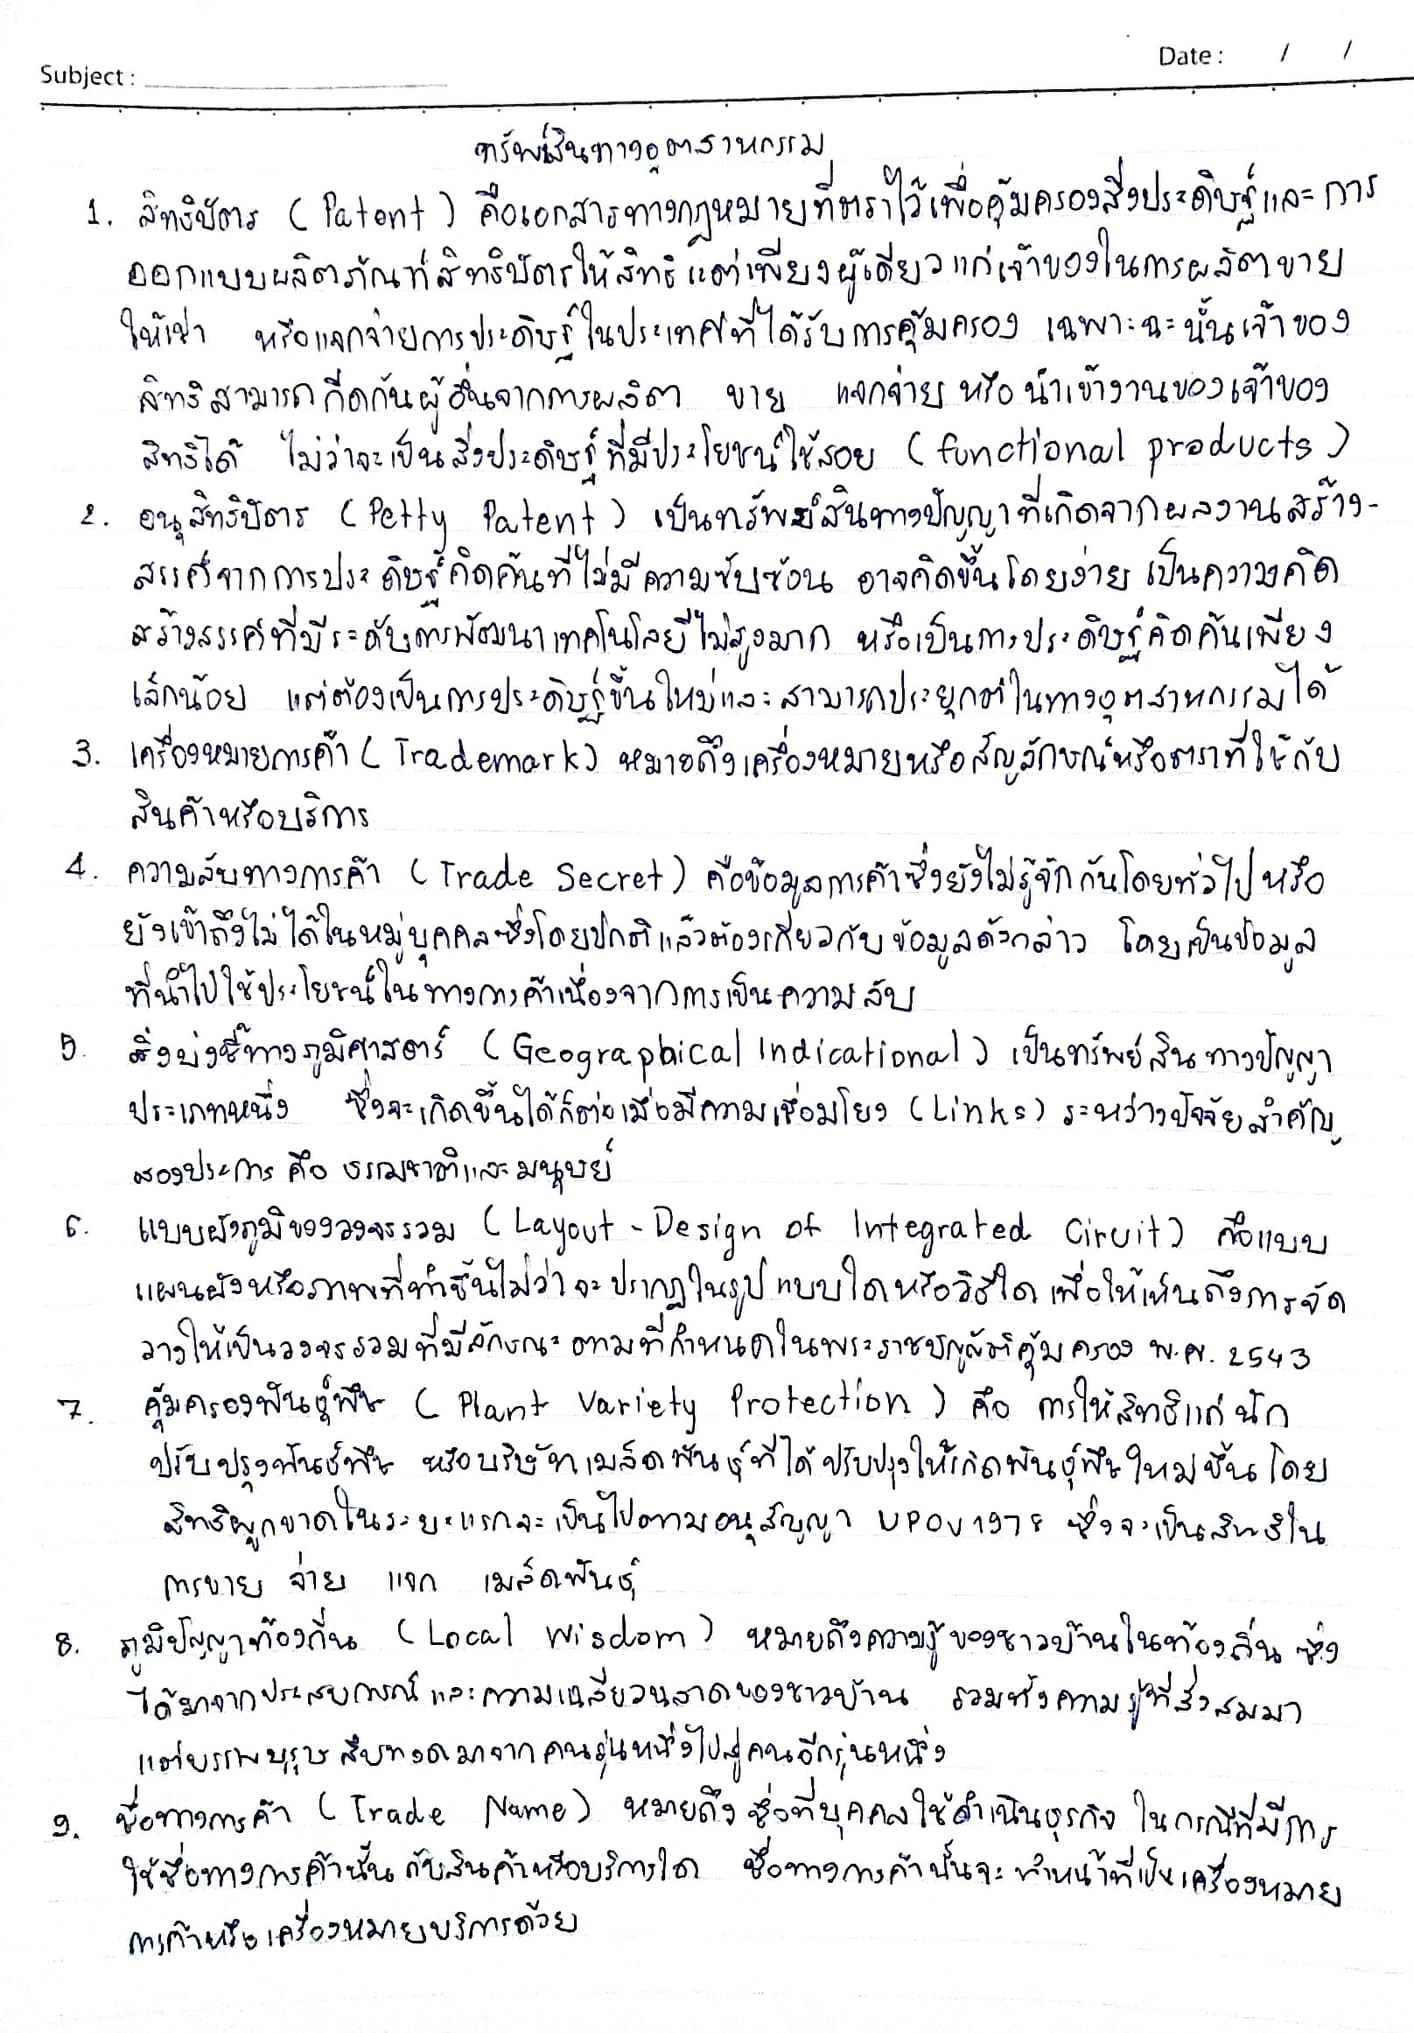 Date : / /
Subject :
ทรัพย์สินทางอุตสาหกรรม
1. สิทธิบัตร (Patent) คือเอกสารทางกฎหมายที่ตราไว้เพื่อคุ้มครองสิ่งประดิษฐ์และการ
ออกแบบผลิตภัณฑ์สิทธิบัตรให้สิทธิแต่เพียงผู้เดียวแก่เจ้าของในการผลิตขาย
ให้เช่า หรือแจกจ่ายการประดิษฐ์ในประเทศที่ได้รับการคุ้มครอง เฉพาะฉะนั้นเจ้าของ
สิทธิสามารถกีดกันผู้อื่นจากการผลิต ขาย แจกจ่าย หรือนำเข้างานของเจ้าของ
สิทธิได้ ไม่ว่าจะเป็นสิ่งประดิษฐ์ที่มีประโยชน์ใช้สอย (functional products)
2. อนุสิทธิบัตร (Petty Patent) เป็นทรัพย์สินทางปัญญาที่เกิดจากผลงานสร้าง-
สรรค์จากการประดิษฐ์คิดค้นที่ไม่มีความซับซ้อน อาจคิดขึ้นโดยง่าย เป็นความคิด
สร้างสรรค์ที่มีระดับการพัฒนาเทคโนโลยีไม่สูงมาก หรือเป็นการประดิษฐ์คิดค้นเพียง
เล็กน้อย แต่ต้องเป็นการประดิษฐ์ขึ้นใหม่และสามารถประยุกต์ในทางอุตสาหกรรมได้
3. เครื่องหมายการค้า (Trademark) หมายถึงเครื่องหมายหรือสัญลักษณ์หรือตราที่ใช้กับ
สินค้าหรือบริการ
4. ความลับทางการค้า (Trade Secret) คือข้อมูลการค้าซึ่งยังไม่รู้จักกันโดยทั่วไปหรือ
ยังเข้าถึงไม่ได้ในหมู่บุคคลซึ่งโดยปกติแล้วต้องเกี่ยวกับข้อมูลดังกล่าว โดยเป็นข้อมูล
ที่นำไปใช้ประโยชน์ในทางการค้าเนื่องจากการเป็นความลับ
5. สิ่งบ่งชี้ทางภูมิศาสตร์ (Geographical Indicational) เป็นทรัพย์สินทางปัญญา
ประเภทหนึ่ง ซึ่งจะเกิดขึ้นได้ก็ต่อเมื่อมีความเชื่อมโยง (Links) ระหว่างปัจจัยสำคัญ
สองประการ คือ ธรรมชาติและมนุษย์
6. แบบผังภูมิของวงจรรวม (Layout - Design of Integrated Circuit) คือแบบ
แผนผังหรือภาพที่ทำขึ้นไม่ว่าจะปรากฏในรูปแบบใดหรือวิธีใด เพื่อให้เห็นถึงการจัด
วางให้เป็นวงจรรวมที่มีลักษณะตามที่กำหนดในพระราชบัญญัติคุ้มครอง พ.ศ. 2543
7. คุ้มครองพันธุ์พืช (Plant Variety Protection) คือ การให้สิทธิแก่นัก
ปรับปรุงพันธุ์พืช หรือบริษัทเมล็ดพันธุ์ที่ได้ปรับปรุงให้เกิดพันธุ์พืชใหม่ขึ้นโดย
สิทธิผูกขาดในระยะแรกจะเป็นไปตามอนุสัญญา UPOV 1978 ซึ่งจะเป็นสิทธิใน
การขาย จ่าย แจก เมล็ดพันธุ์
8. ภูมิปัญญาท้องถิ่น (Local Wisdom) หมายถึงความรู้ของชาวบ้านในท้องถิ่น ซึ่ง
ได้มาจากประสบการณ์ และความเฉลียวฉลาดของชาวบ้าน รวมทั้งความรู้ที่สั่งสมมา
แต่บรรพบุรุษ สืบทอดมาจากคนรุ่นหนึ่งไปสู่คนอีกรุ่นหนึ่ง
9. ชื่อทางการค้า (Trade Name) หมายถึง ชื่อที่บุคคลใช้ดำเนินธุรกิจ ในกรณีที่มีการ
ใช้ชื่อทางการค้านั้นกับสินค้าหรือบริการใด ชื่อทางการค้านั้นจะทำหน้าที่เป็นเครื่องหมาย
การค้าหรือเครื่องหมายบริการด้วย